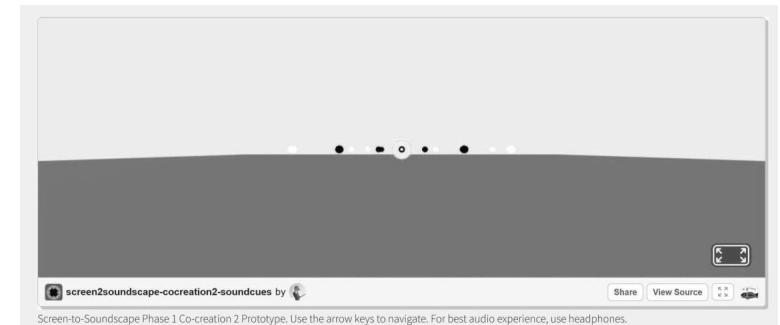 screen2soundscape-cocreation2-soundcues by
Share
View Source
Screen-to-Soundscape Phase 1 Co-creation 2 Prototype. Use the arrow keys to navigate. For best audio experience, use headphones.